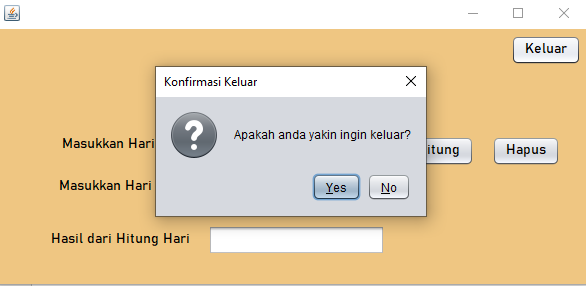 Keluar
Konfirmasi Keluar
Apakah anda yakin ingin keluar?
Masukkan Hari
itung
Hapus
Masukkan Hari
Yes
No
Hasil dari Hitung Hari